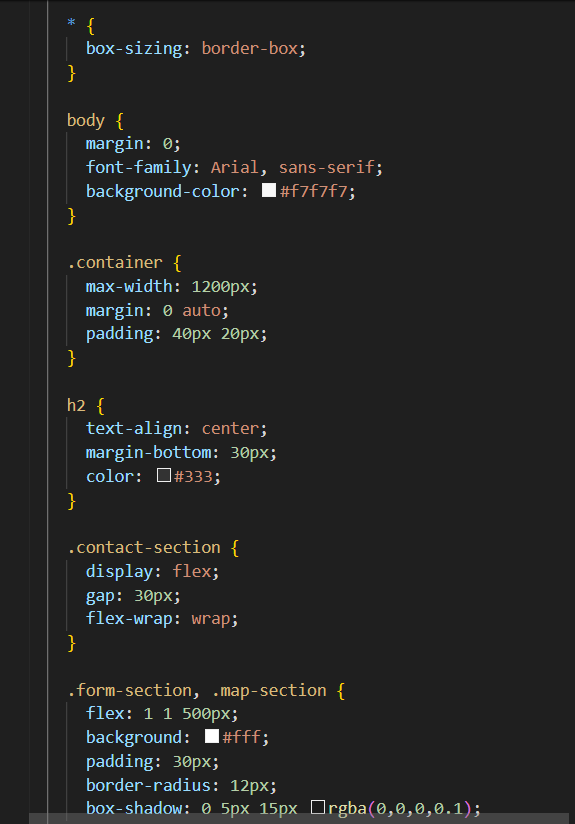 * {
box-sizing: border-box;
}
body {
margin: 0;
font-family: Arial, sans-serif;
background-color: #f7f7f7;
}
.container {
max-width: 1200px;
margin: 0 auto;
padding: 40px 20px;
}
h2 {
text-align: center;
margin-bottom: 30px;
color: #333;
}
.contact-section {
display: flex;
gap: 30px;
flex-wrap: wrap;
}
.form-section, .map-section {
flex: 1 1 500px;
background: #fff;
padding: 30px;
border-radius: 12px;
box-shadow: 0 5px 15px rgba(0,0,0,0.1);